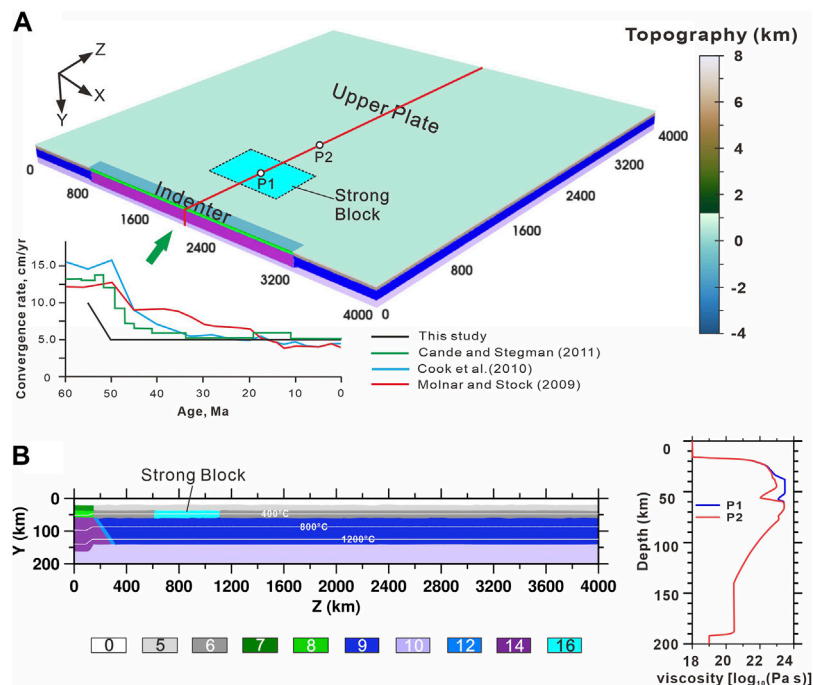 A
Topography (km)
Z
X
Y
Upper Plate
P2
P1
Strong
Block
Indenter
0
800
1600
2400
3200
4000
0
800
1600
2400
3200
4000
8
6
4
2
0
-2
-4
Convergence rate, cm/yr
15.0
10.0
5.0
0
60 50 40 30 20 10 0
Age, Ma
This study
Cande and Stegman (2011)
Cook et al.(2010)
Molnar and Stock (2009)
B
Strong Block
Y (km)
0
100
200
400°C
800°C
1200°C
0 400 800 1200 1600 2000 2400 2800 3200 3600 4000
Z (km)
0 5 6 7 8 9 10 12 14 16
Depth (km)
0
50
100
150
200
P1
P2
18 20 22 24
viscosity [log10(Pa s)]